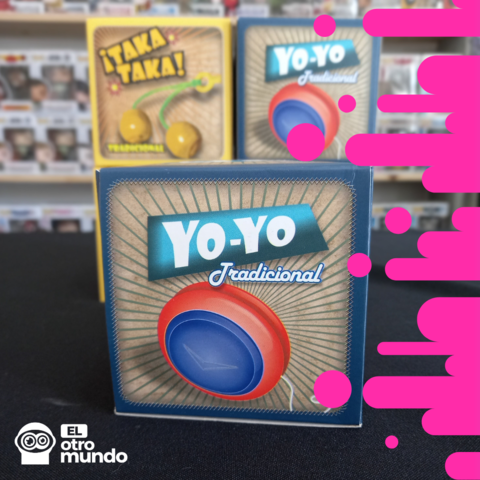 ¡TAKA
TAKA!
TRADICIONAL
YO-YO
Tradicional
YO-YO
Tradicional
EL
otro
mundo